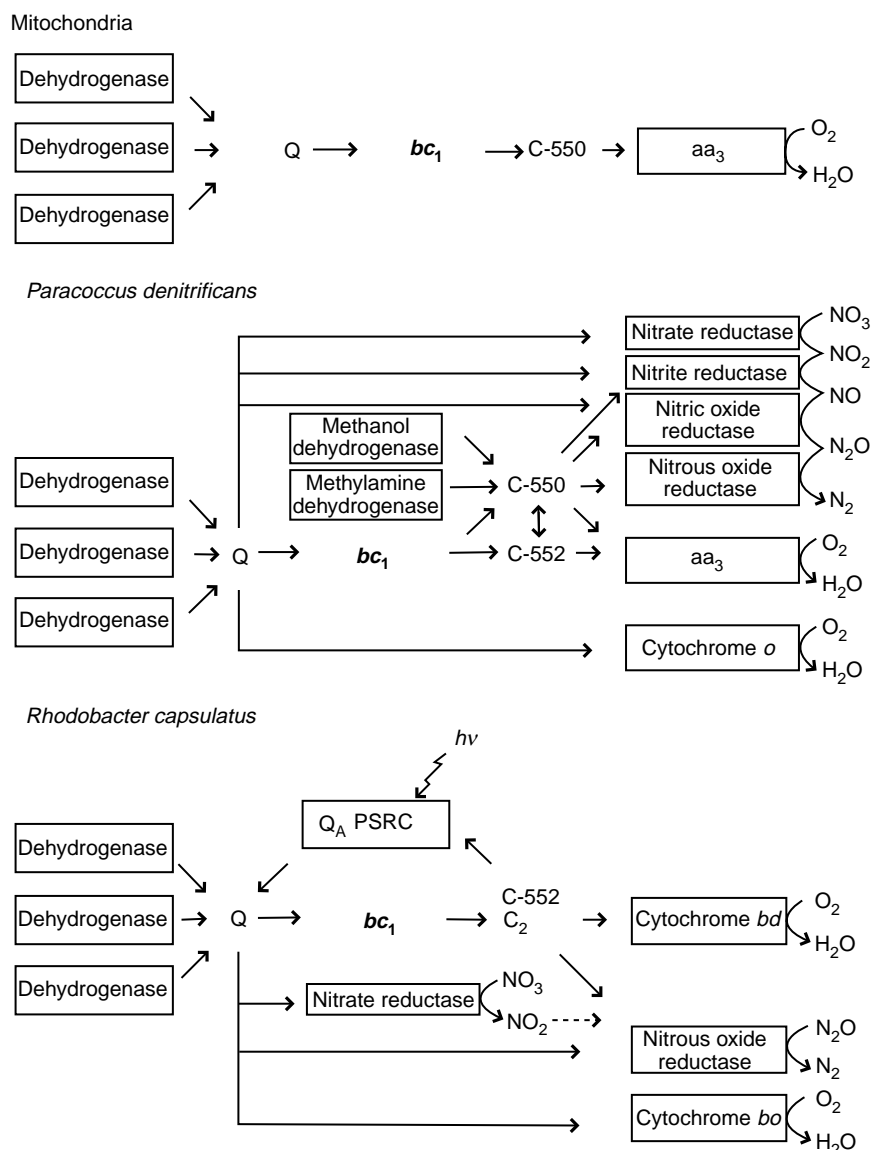 Mitochondria
Dehydrogenase
Dehydrogenase
Dehydrogenase
Q
bc₁
C-550
aa₃
O₂
H₂O
Paracoccus denitrificans
Nitrate reductase
Nitrite reductase
Nitric oxide
reductase
Nitrous oxide
reductase
NO₃
NO₂
NO
N₂O
N₂
Methanol
dehydrogenase
Methylamine
dehydrogenase
C-550
Dehydrogenase
Dehydrogenase
Dehydrogenase
Q
bc₁
C-552
aa₃
O₂
H₂O
Cytochrome o
O₂
H₂O
Rhodobacter capsulatus
hν
Q_A PSRC
Dehydrogenase
Dehydrogenase
Dehydrogenase
Q
bc₁
C-552
C₂
Cytochrome bd
O₂
H₂O
Nitrate reductase
NO₃
NO₂
Nitrous oxide
reductase
N₂O
N₂
Cytochrome bo
O₂
H₂O